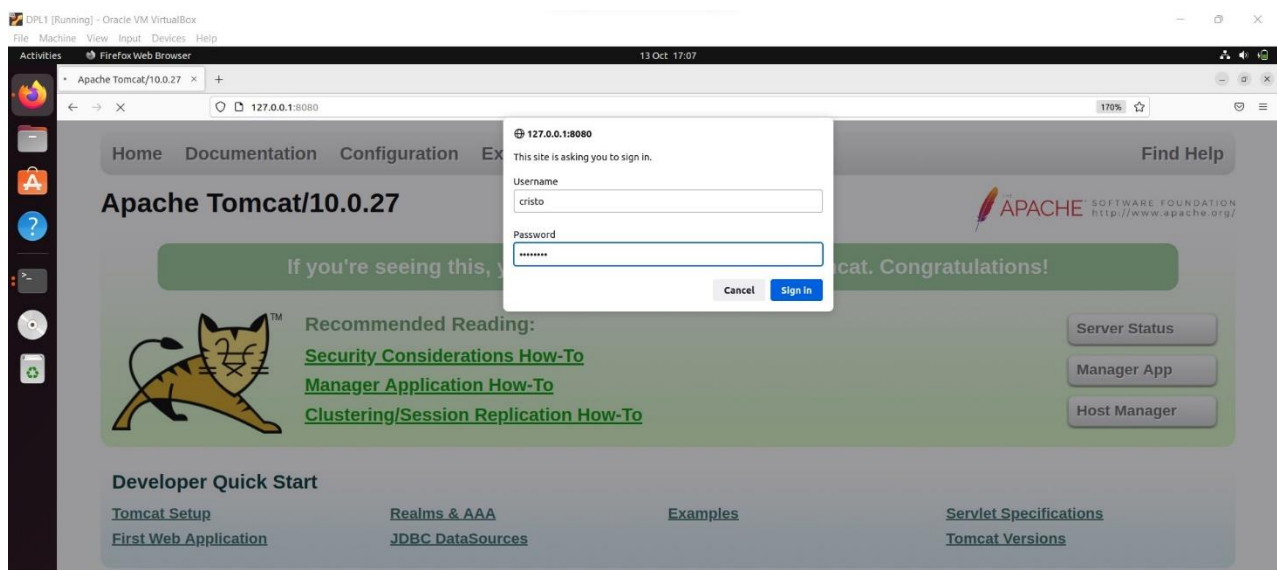 DPL1 [Running] - Oracle VM VirtualBox
File Machine View Input Devices Help
Activities Firefox Web Browser 13 Oct 17:07
Apache Tomcat/10.0.27 × +
127.0.0.1:8080 170%
127.0.0.1:8080
This site is asking you to sign in.
Username
cristo
Password
••••••••
Cancel Sign in
Home Documentation Configuration Ex Find Help
Apache Tomcat/10.0.27
THE APACHE SOFTWARE FOUNDATION
http://www.apache.org/
If you're seeing this, y cat. Congratulations!
TM
Recommended Reading:
Security Considerations How-To
Manager Application How-To
Clustering/Session Replication How-To
Server Status
Manager App
Host Manager
Developer Quick Start
Tomcat Setup Realms & AAA Examples Servlet Specifications
First Web Application JDBC DataSources Tomcat Versions